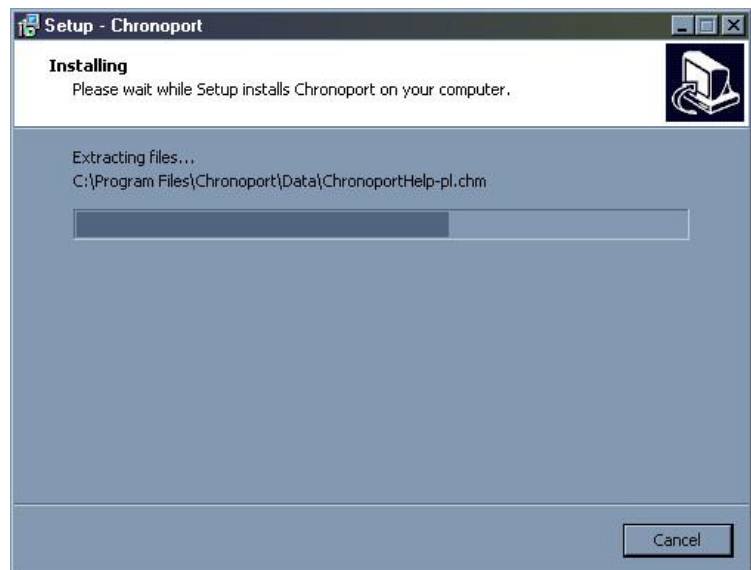 Setup - Chronoport
Installing
Please wait while Setup installs Chronoport on your computer.
Extracting files...
C:\Program Files\Chronoport\Data\ChronoportHelp-pl.chm
Cancel